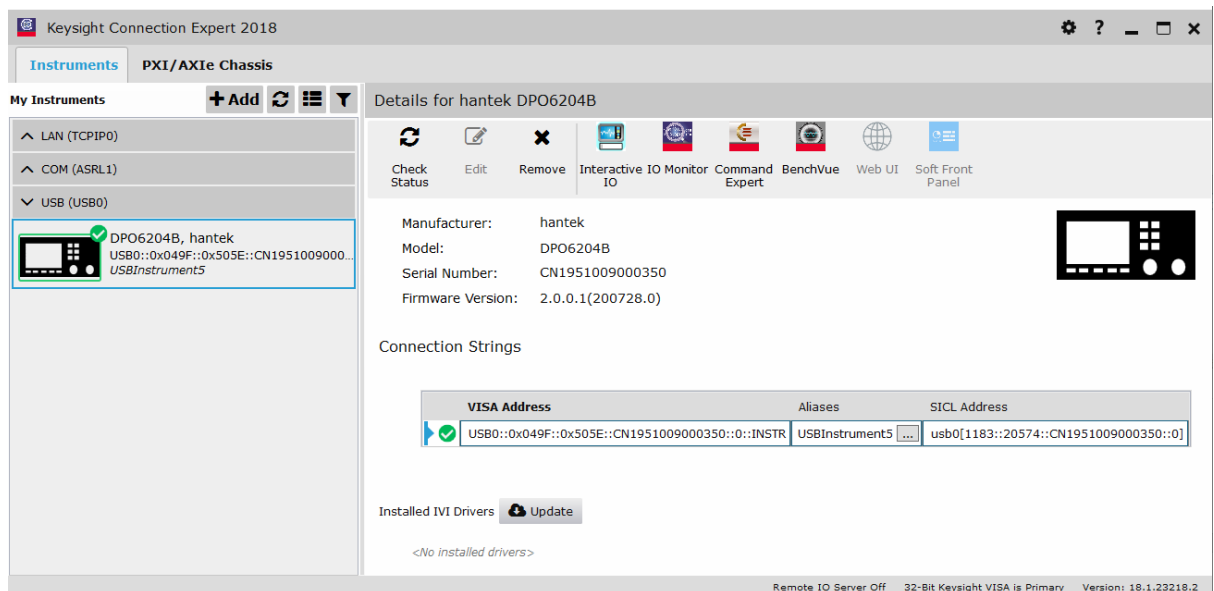 Keysight Connection Expert 2018
?
Instruments PXI/AXIe Chassis
My Instruments
Add
LAN (TCPIP0)
COM (ASRL1)
USB (USB0)
DPO6204B, hantek
USB0::0x049F::0x505E::CN1951009000...
USBInstrument5
Details for hantek DPO6204B
Check Status
Edit
Remove
Interactive IO
IO Monitor
Command Expert
BenchVue
Web UI
Soft Front Panel
Manufacturer: hantek
Model: DPO6204B
Serial Number: CN1951009000350
Firmware Version: 2.0.0.1(200728.0)
Connection Strings
VISA Address Aliases SICL Address
USB0::0x049F::0x505E::CN1951009000350::0::INSTR USBInstrument5 ... usb0[1183::20574::CN1951009000350::0]
Installed IVI Drivers Update
<No installed drivers>
Remote IO Server Off 32-Bit Keysight VISA is Primary Version: 18.1.23218.2